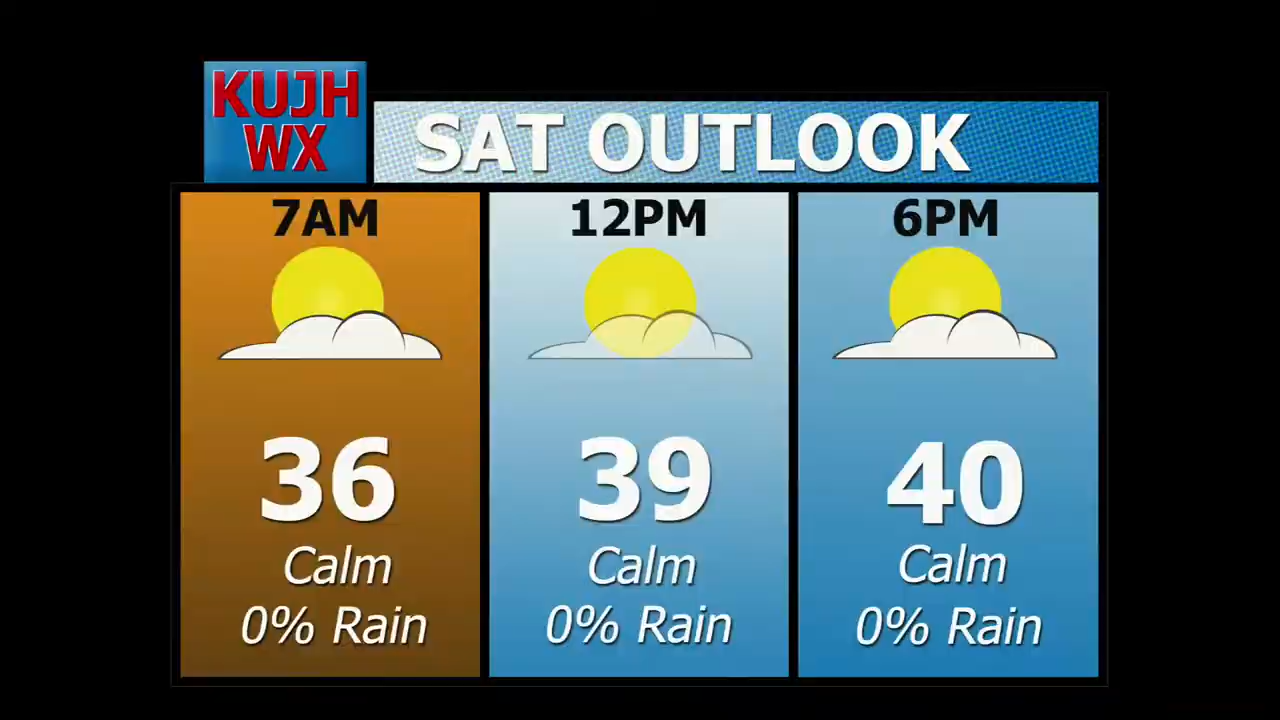 KUJH
WX
SAT OUTLOOK
7AM
36
Calm
0% Rain
12PM
39
Calm
0% Rain
6PM
40
Calm
0% Rain